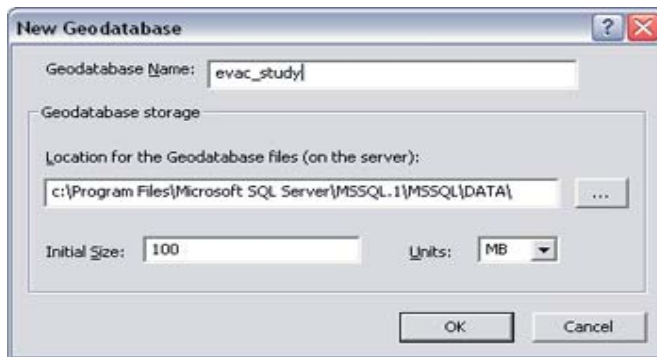 New Geodatabase
Geodatabase Name: evac_study
Geodatabase storage
Location for the Geodatabase files (on the server):
c:\Program Files\Microsoft SQL Server\MSSQL.1\MSSQL\DATA\ ...
Initial Size: 100 Units: MB
OK Cancel